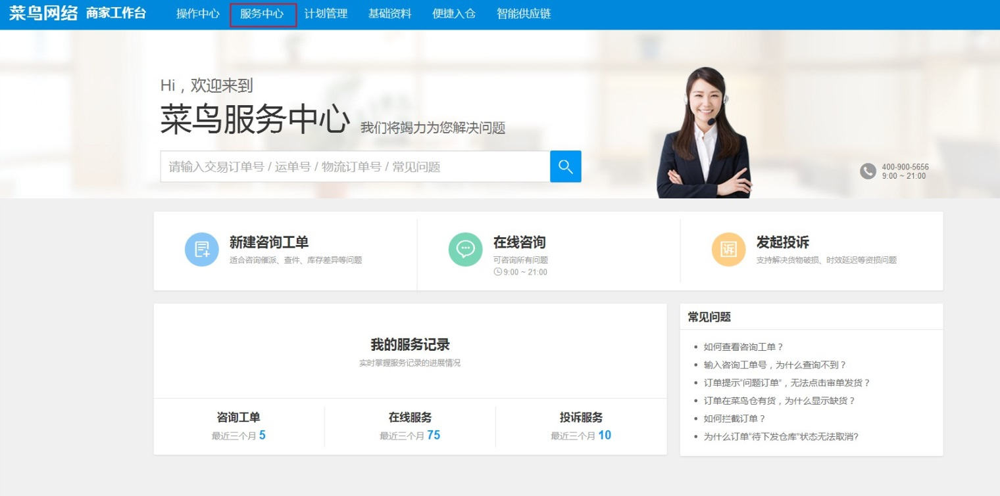 菜鸟网络 商家工作台 操作中心 服务中心 计划管理 基础资料 便捷入仓 智能供应链
Hi，欢迎来到
菜鸟服务中心 我们将竭力为您解决问题
请输入交易订单号 / 运单号 / 物流订单号 / 常见问题
400-900-5656
9:00 ~ 21:00
新建咨询工单
适合咨询催派、查件、库存差异等问题
在线咨询
可咨询所有问题
9:00 ~ 21:00
诉
发起投诉
支持解决货物破损、时效延迟等资损问题
我的服务记录
实时掌握服务记录的进展情况
咨询工单
最近三个月 5
在线服务
最近三个月 75
投诉服务
最近三个月 10
常见问题
• 如何查看咨询工单？
• 输入咨询工单号，为什么查询不到？
• 订单提示“问题订单”，无法点击审单发货？
• 订单在菜鸟仓有货，为什么显示缺货？
• 如何拦截订单？
• 为什么订单“待下发仓库”状态无法取消?